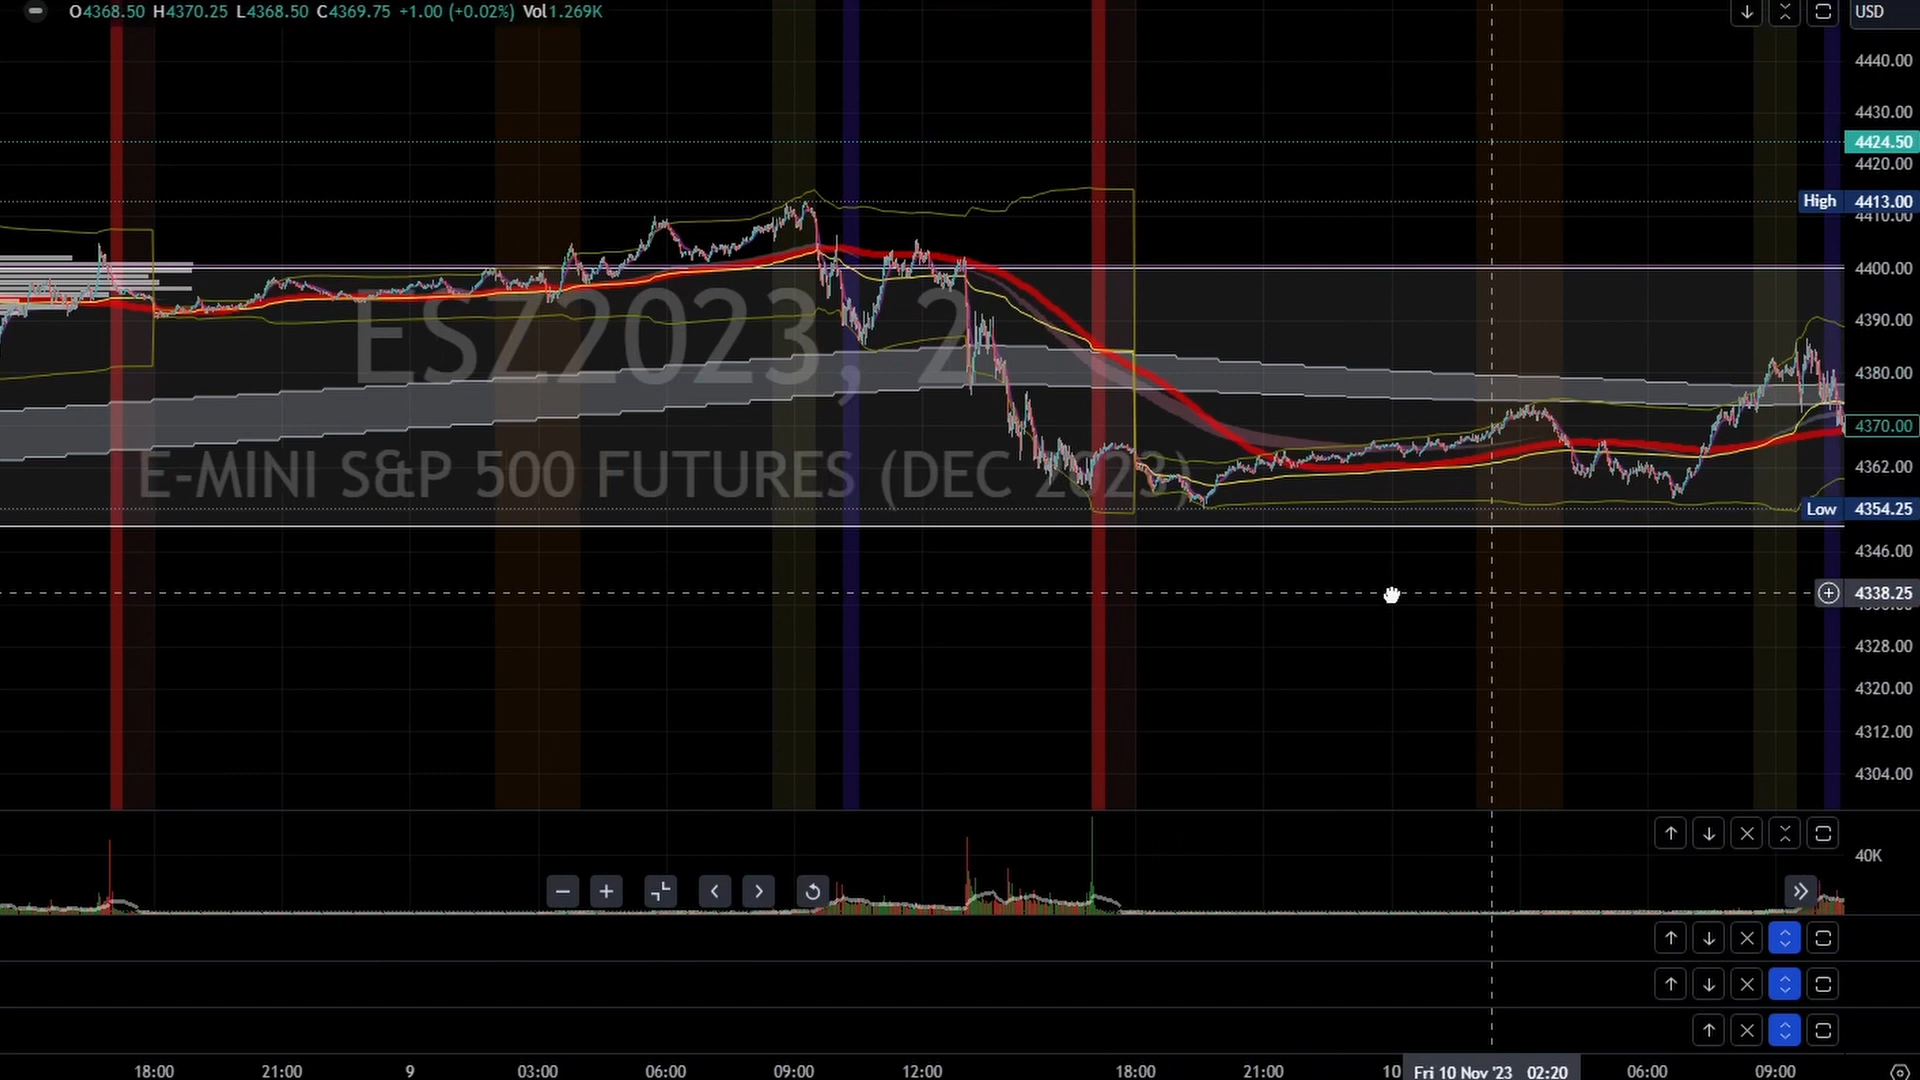 O4368.50 H4370.25 L4368.50 C4369.75 +1.00 (+0.02%) Vol1.269K
USD
4440.00
4430.00
4424.50
4420.00
High 4413.00
4410.00
4400.00
4390.00
4380.00
4370.00
4362.00
Low 4354.25
4346.00
4338.25
4328.00
4320.00
4312.00
4304.00
ESZ2023, 2
E-MINI S&P 500 FUTURES (DEC 2023)
40K
18:00 21:00 9 03:00 06:00 09:00 12:00 18:00 21:00 10 Fri 10 Nov '23 02:20 06:00 09:00